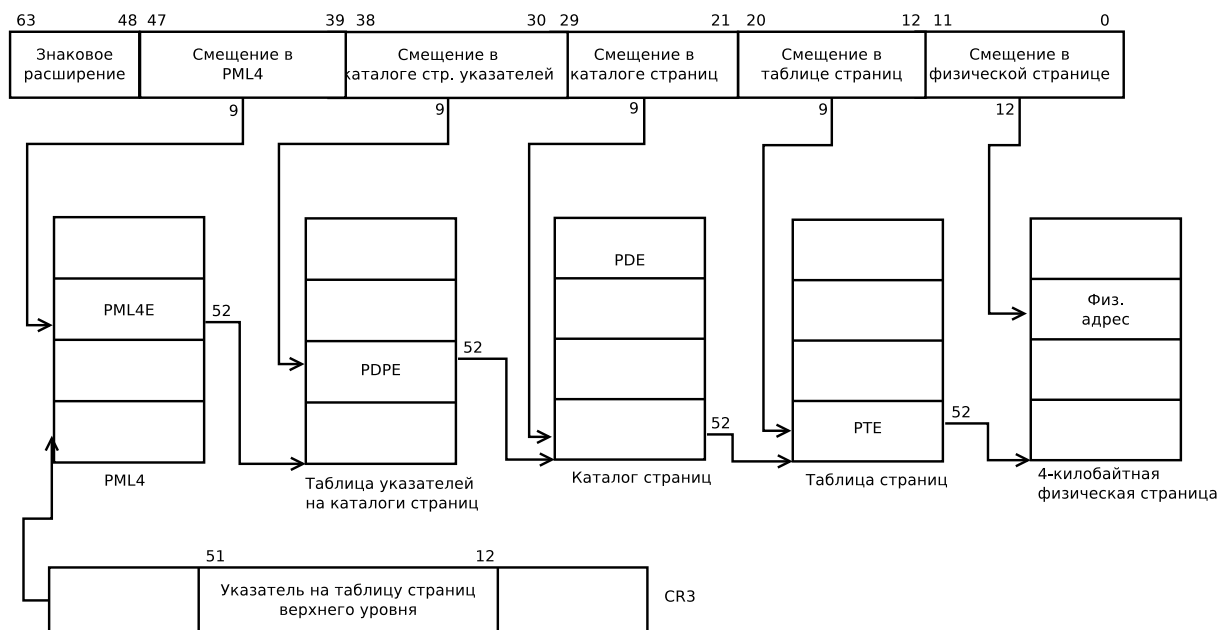 63 48 47 39 38 30 29 21 20 12 11 0
Знаковое
расширение
Смещение в
PML4
Смещение в
каталоге стр. указателей
Смещение в
каталоге страниц
Смещение в
таблице страниц
Смещение в
физической странице
9 9 9 9 12
PDE
PML4E
52
Физ.
адрес
PDPE
52
PTE
52
52
PML4
Таблица указателей
на каталоги страниц
Каталог страниц
Таблица страниц
4-килобайтная
физическая страница
51 12
Указатель на таблицу страниц
верхнего уровня
CR3